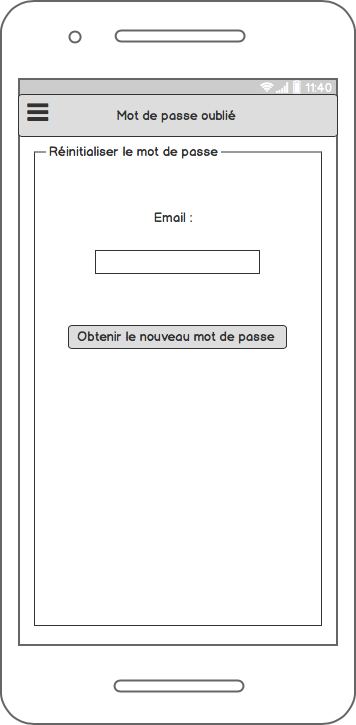 11:40
Mot de passe oublié
Réinitialiser le mot de passe
Email :
Obtenir le nouveau mot de passe